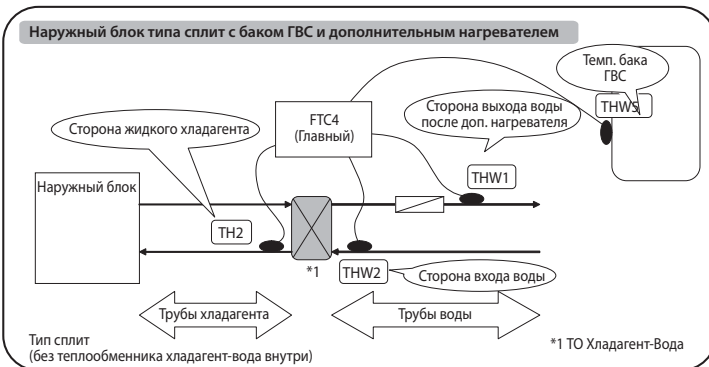 Наружный блок типа сплит с баком ГВС и дополнительным нагревателем
Темп. бака
ГВС
THW5
Сторона выхода воды
после доп. нагревателя
FTC4
(Главный)
Сторона жидкого хладагента
THW1
Наружный блок
TH2
*1
THW2
Сторона входа воды
Трубы хладагента
Трубы воды
Тип сплит
(без теплообменника хладагент-вода внутри)
*1 ТО Хладагент-Вода